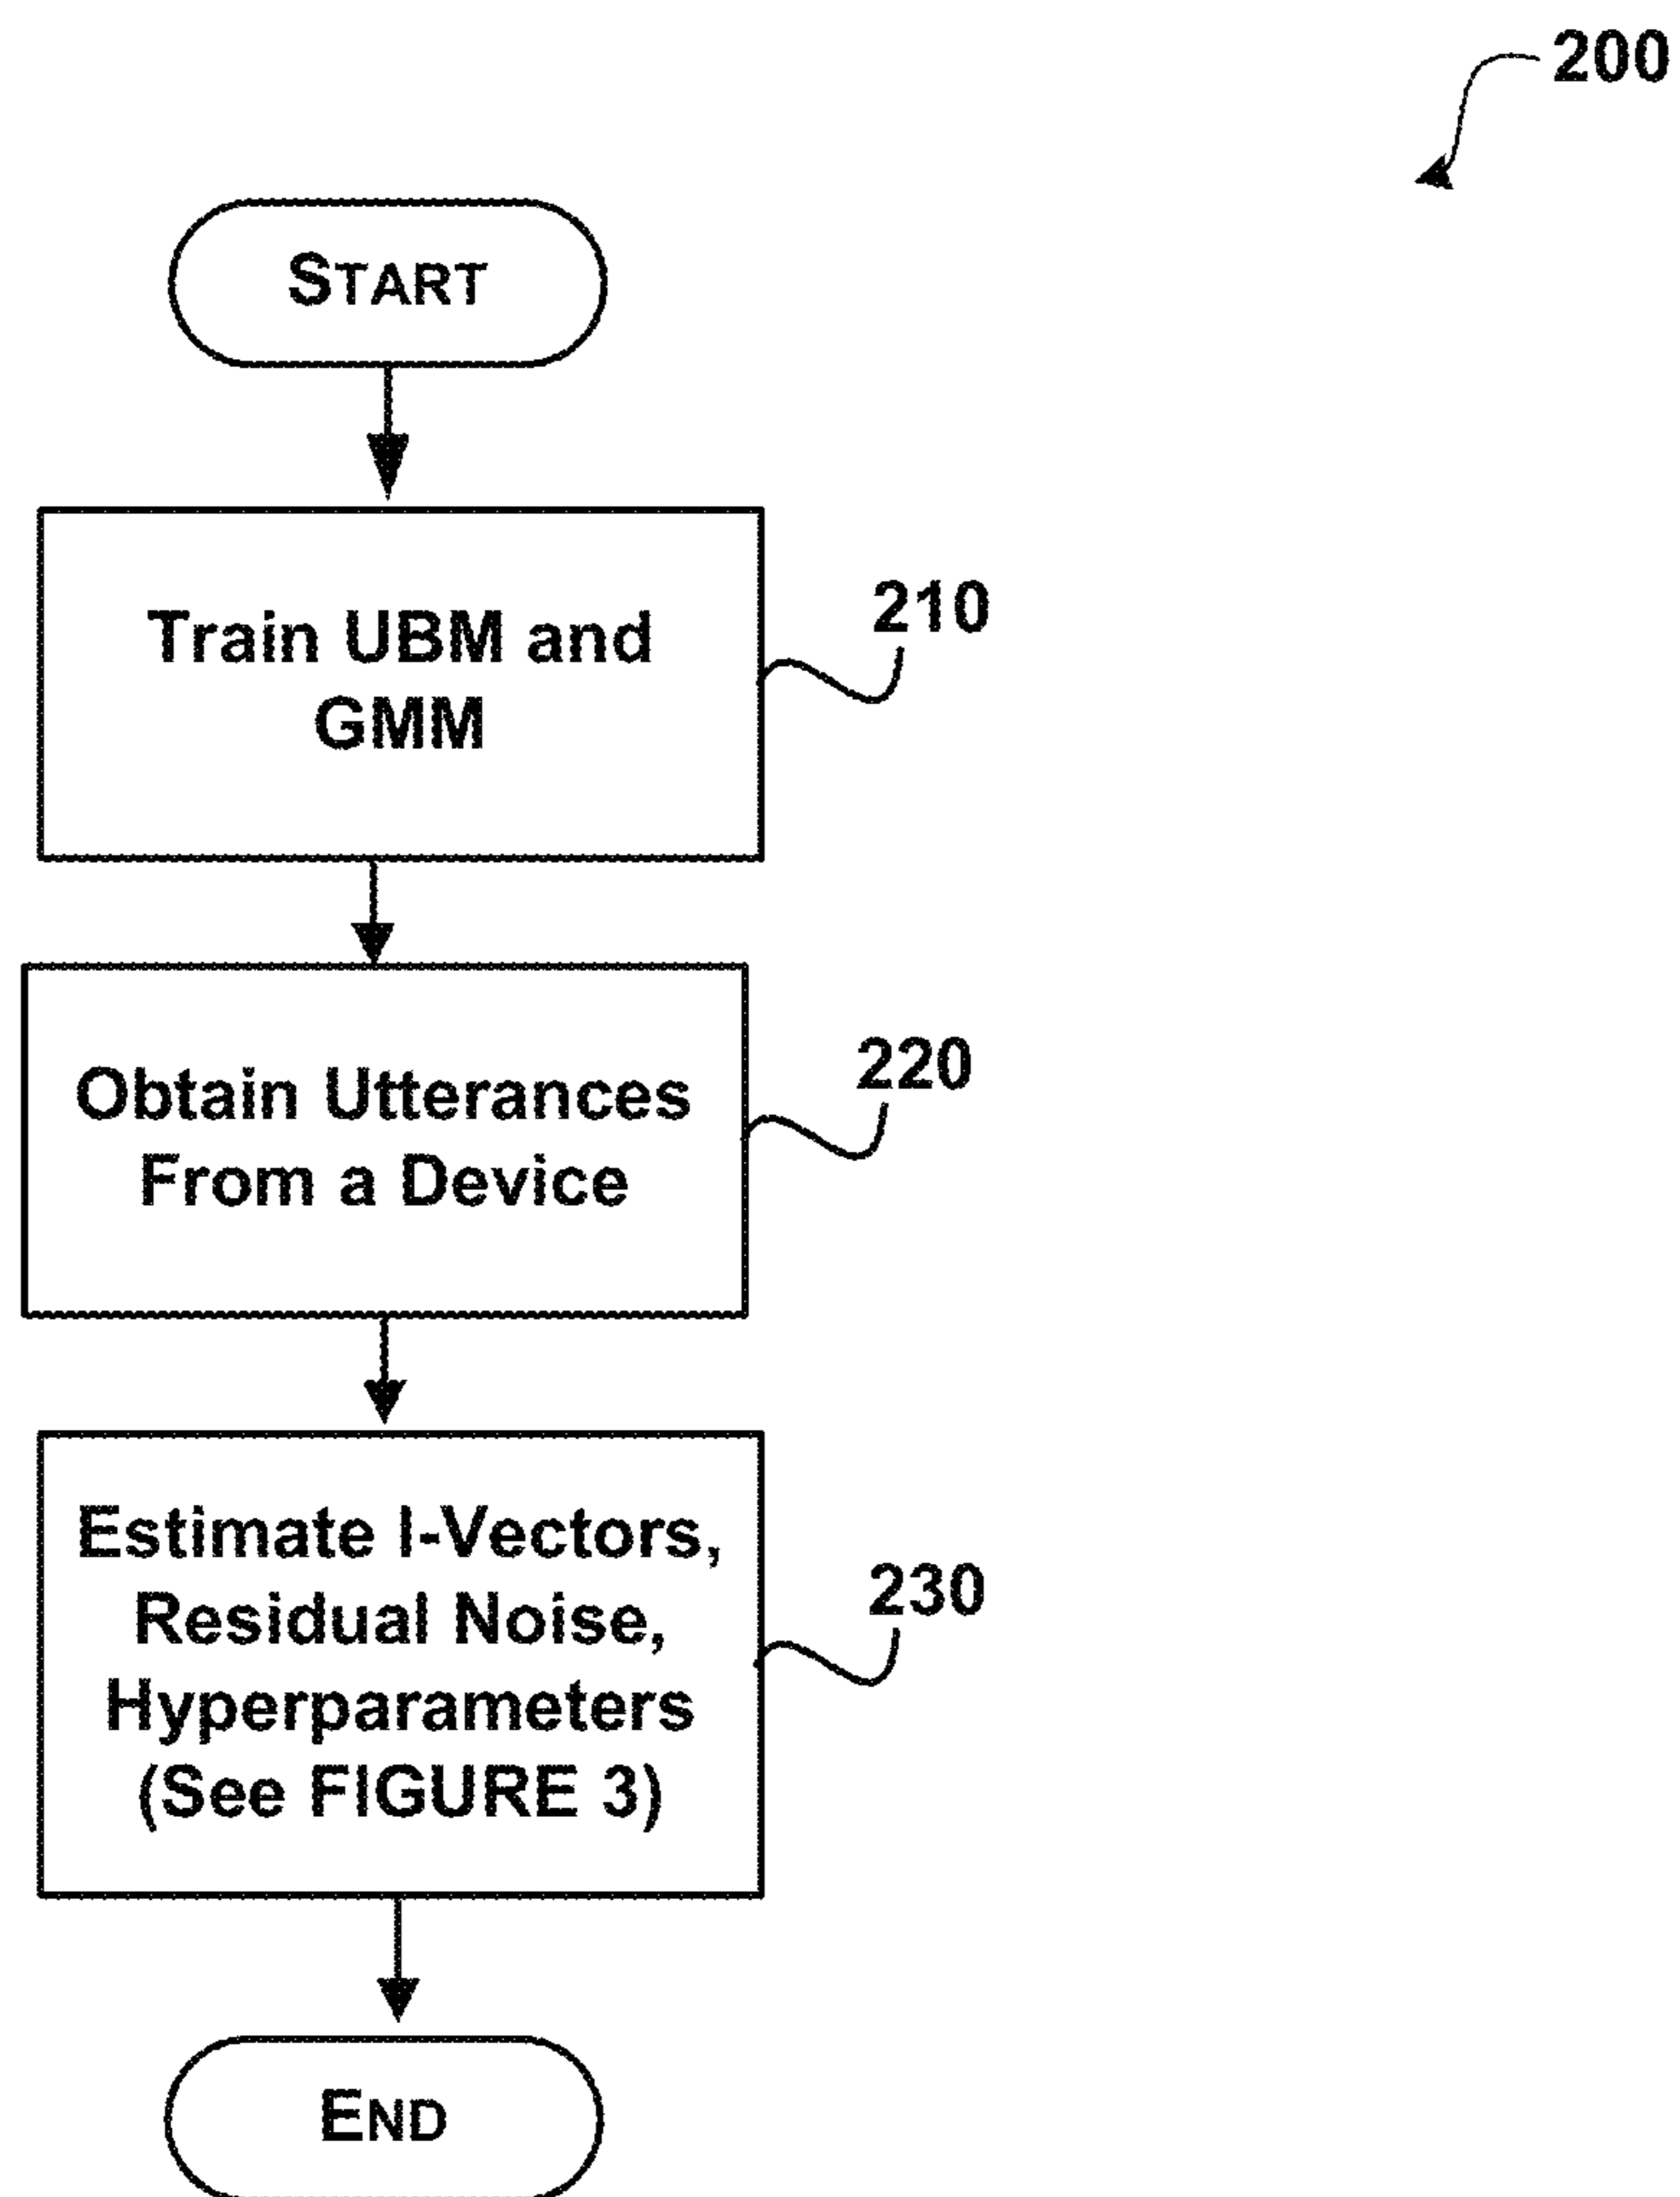 200
START
Train UBM and
GMM
210
Obtain Utterances
From a Device
220
Estimate I-Vectors,
Residual Noise,
Hyperparameters
(See FIGURE 3)
230
END